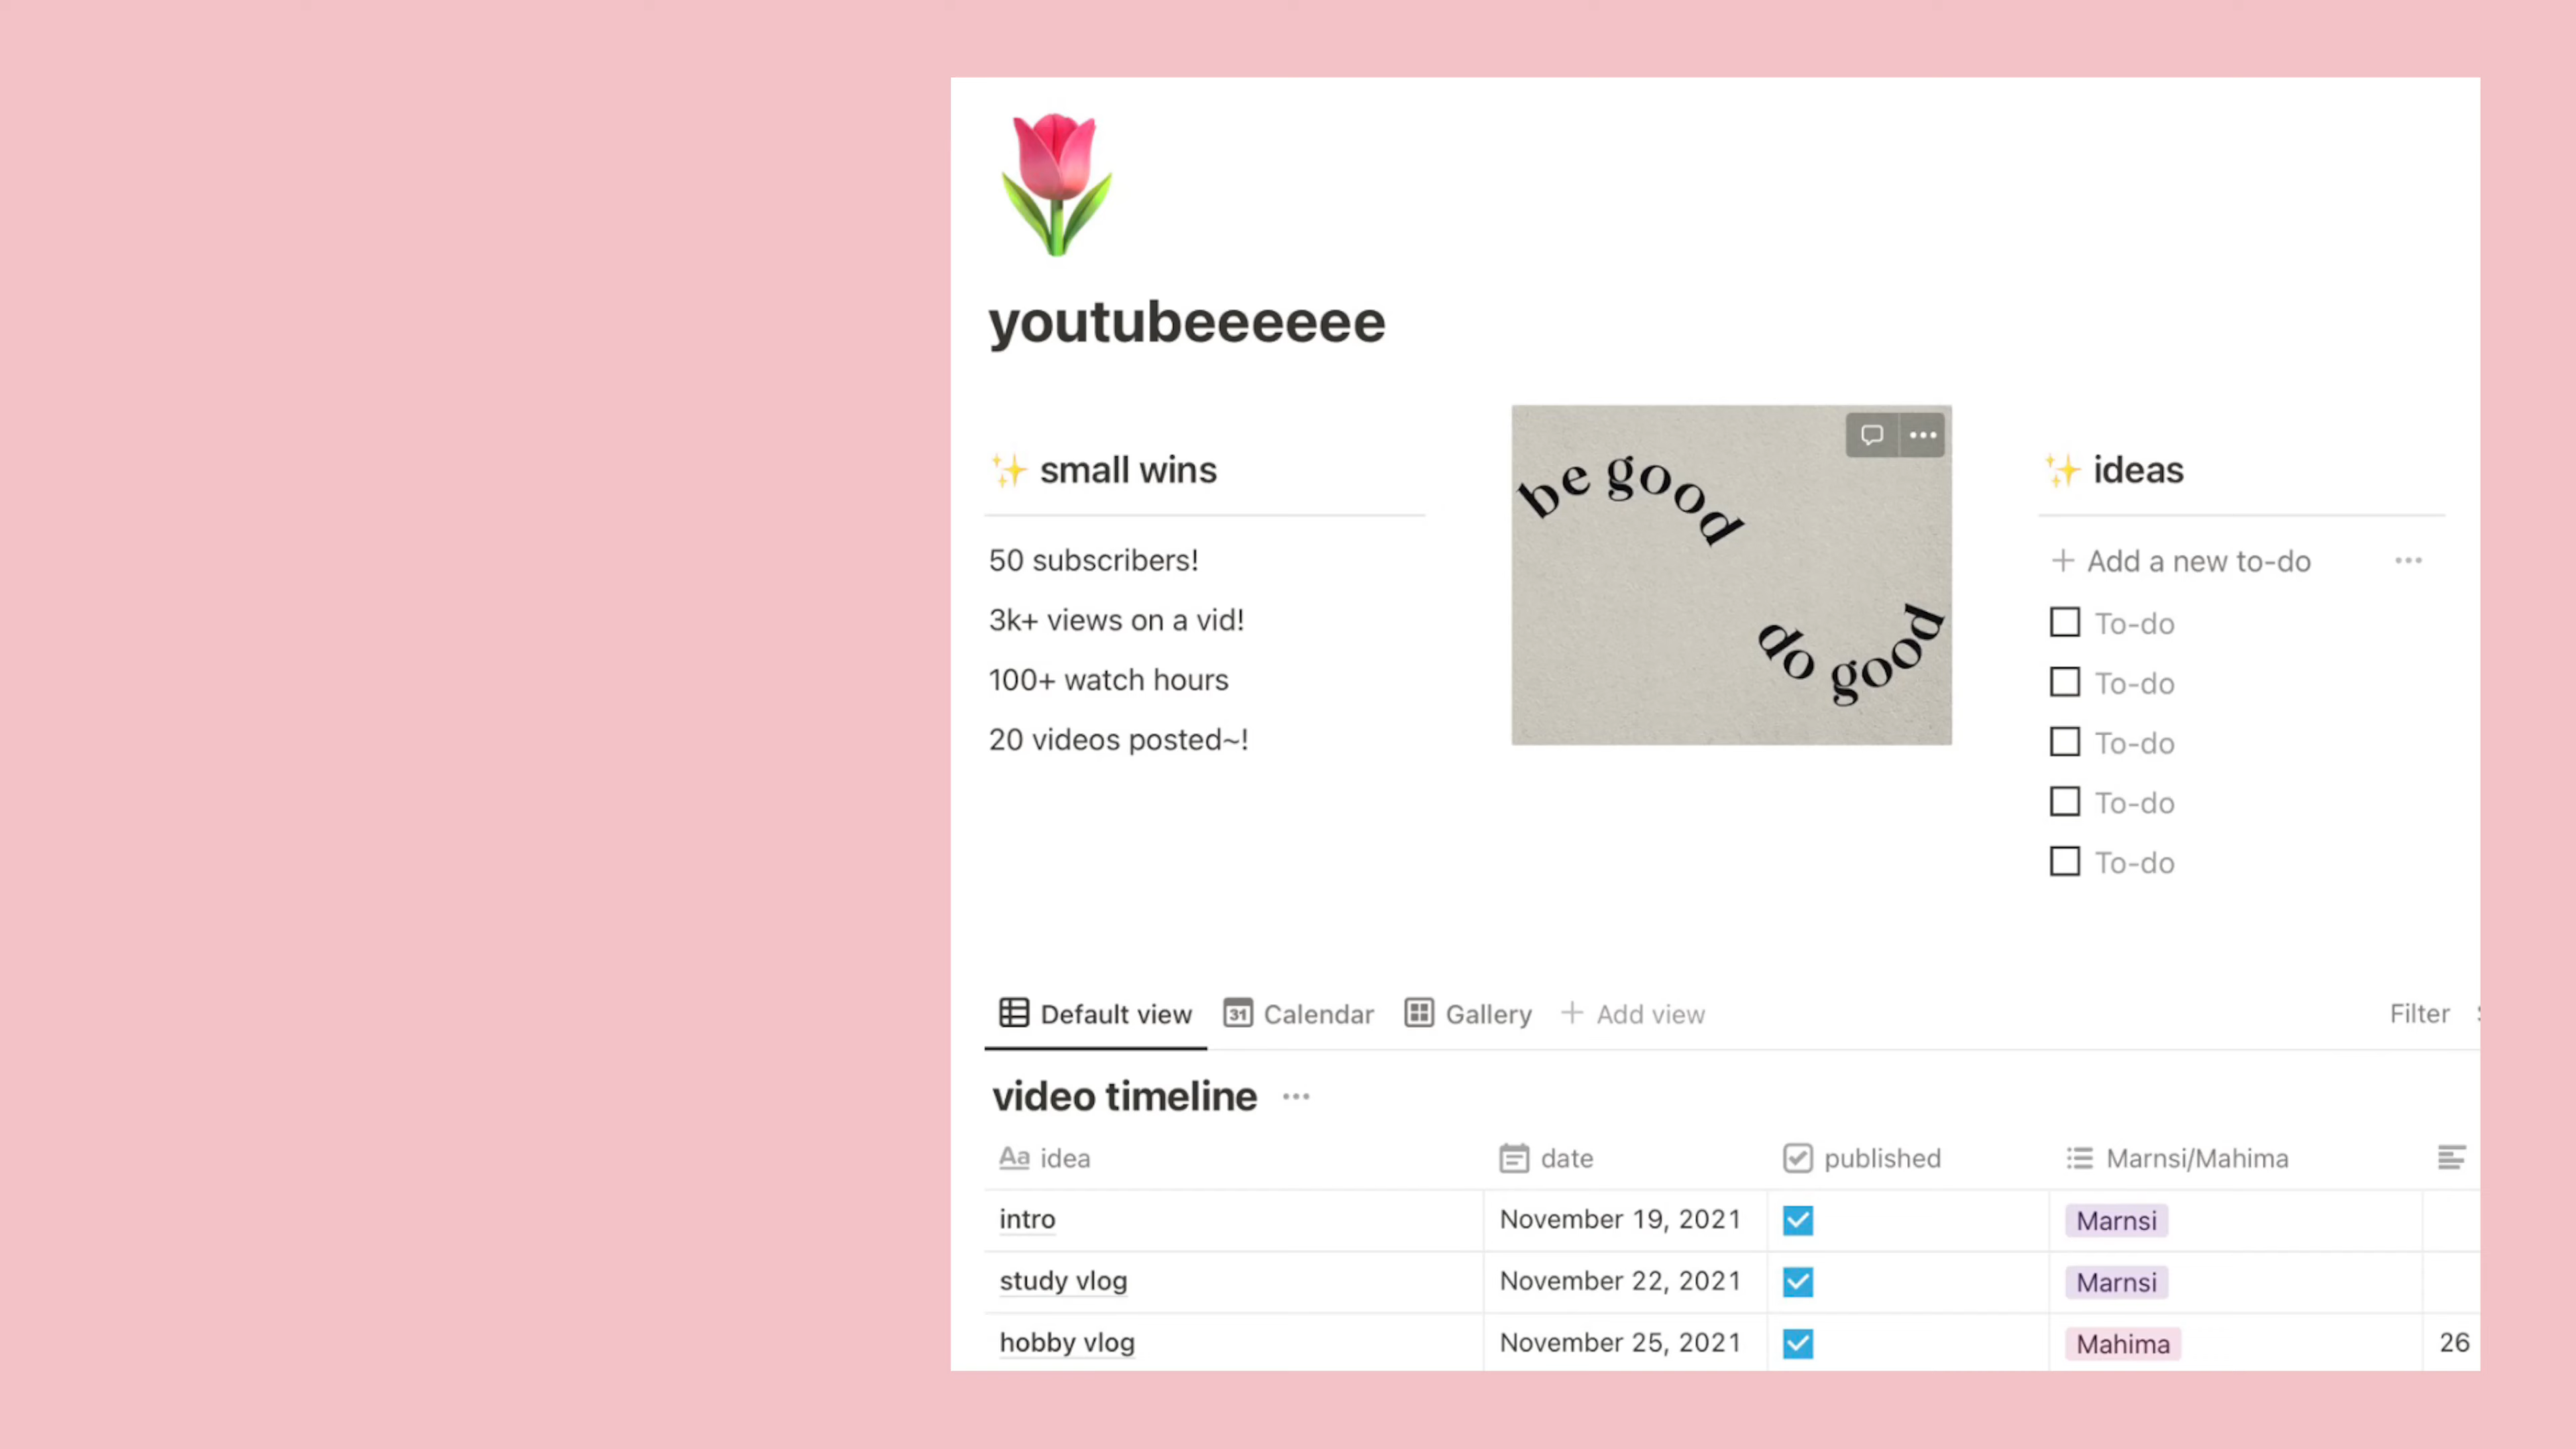 youtubeeeeee
✨ small wins
50 subscribers!
3k+ views on a vid!
100+ watch hours
20 videos posted~!
be good
do good
✨ ideas
+ Add a new to-do
To-do
To-do
To-do
To-do
To-do
Default view 31 Calendar Gallery + Add view Filter
video timeline
Aa idea date published Marnsi/Mahima
intro November 19, 2021 Marnsi
study vlog November 22, 2021 Marnsi
hobby vlog November 25, 2021 Mahima 26